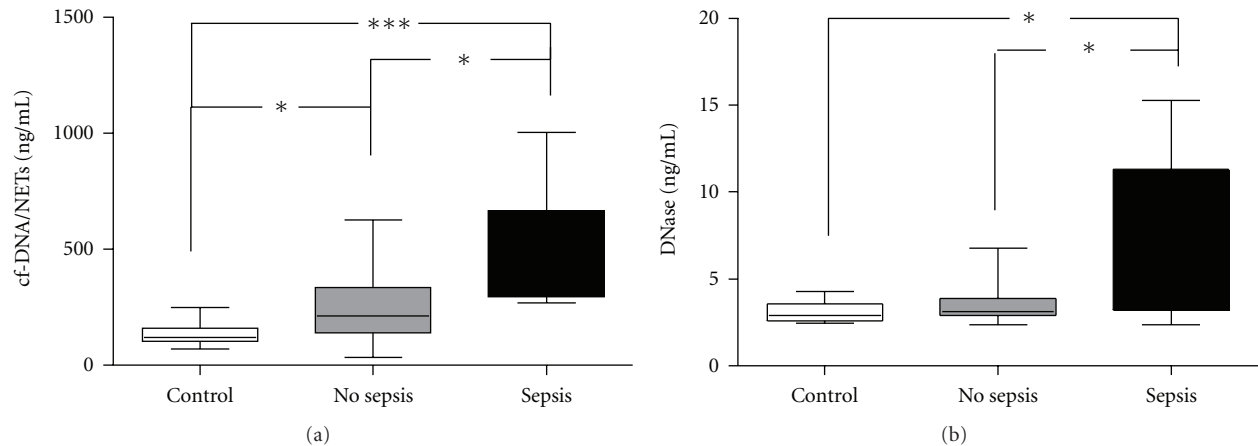 1500
1000
500
0
cf-DNA/NETs (ng/mL)
***
*
*
Control
No sepsis
Sepsis
(a)
20
15
10
5
0
DNase (ng/mL)
*
*
Control
No sepsis
Sepsis
(b)